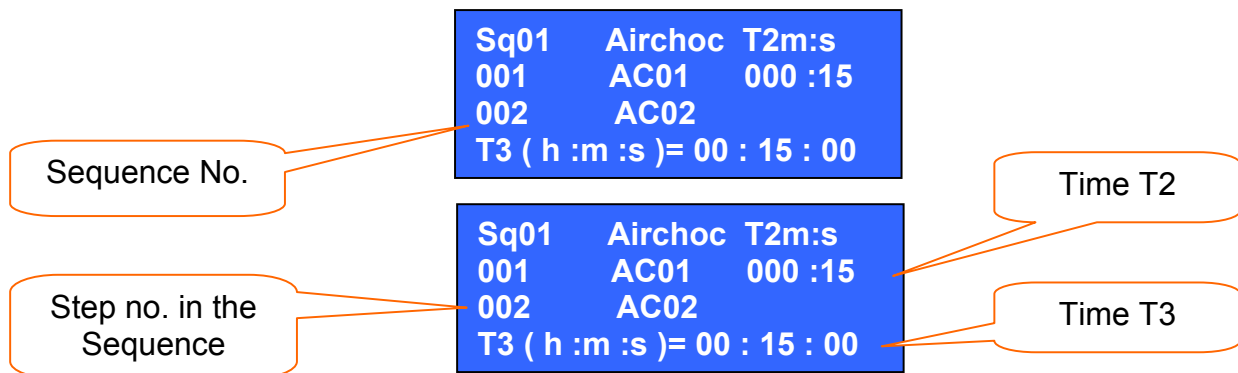 Sq01 Airchoc T2m:s
001 AC01 000 :15
002 AC02
T3 ( h :m :s )= 00 : 15 : 00
Sequence No.
Time T2
Sq01 Airchoc T2m:s
001 AC01 000 :15
002 AC02
T3 ( h :m :s )= 00 : 15 : 00
Step no. in the
Sequence
Time T3